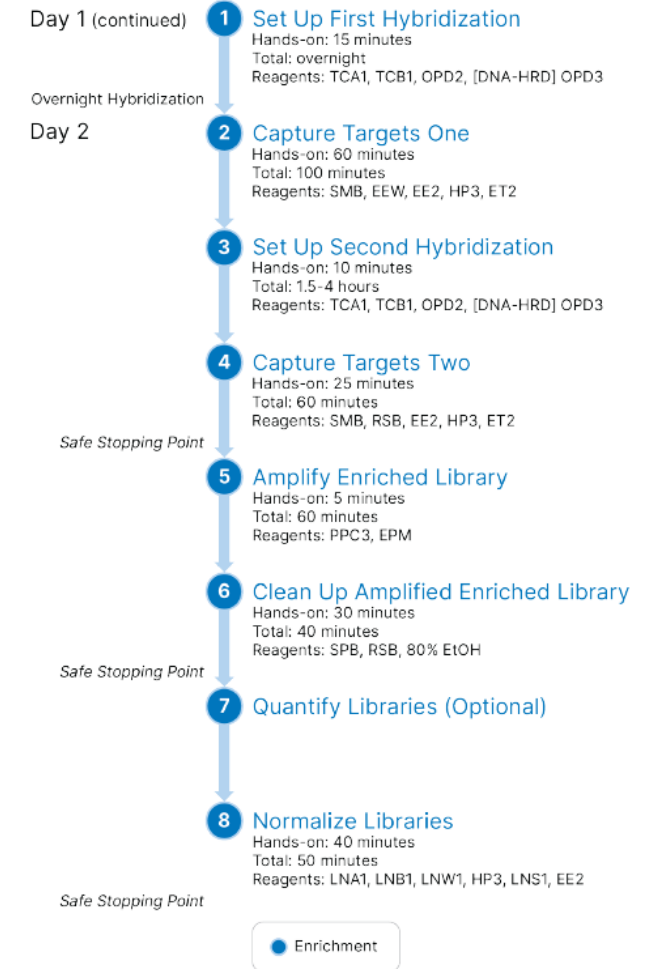 Day 1 (continued)
1 Set Up First Hybridization
Hands-on: 15 minutes
Total: overnight
Reagents: TCA1, TCB1, OPD2, [DNA-HRD] OPD3
Overnight Hybridization
Day 2
2 Capture Targets One
Hands-on: 60 minutes
Total: 100 minutes
Reagents: SMB, EEW, EE2, HP3, ET2
3 Set Up Second Hybridization
Hands-on: 10 minutes
Total: 1.5-4 hours
Reagents: TCA1, TCB1, OPD2, [DNA-HRD] OPD3
4 Capture Targets Two
Hands-on: 25 minutes
Total: 60 minutes
Reagents: SMB, RSB, EE2, HP3, ET2
Safe Stopping Point
5 Amplify Enriched Library
Hands-on: 5 minutes
Total: 60 minutes
Reagents: PPC3, EPM
6 Clean Up Amplified Enriched Library
Hands-on: 30 minutes
Total: 40 minutes
Reagents: SPB, RSB, 80% EtOH
Safe Stopping Point
7 Quantify Libraries (Optional)
8 Normalize Libraries
Hands-on: 40 minutes
Total: 50 minutes
Reagents: LNA1, LNB1, LNW1, HP3, LNS1, EE2
Safe Stopping Point
Enrichment